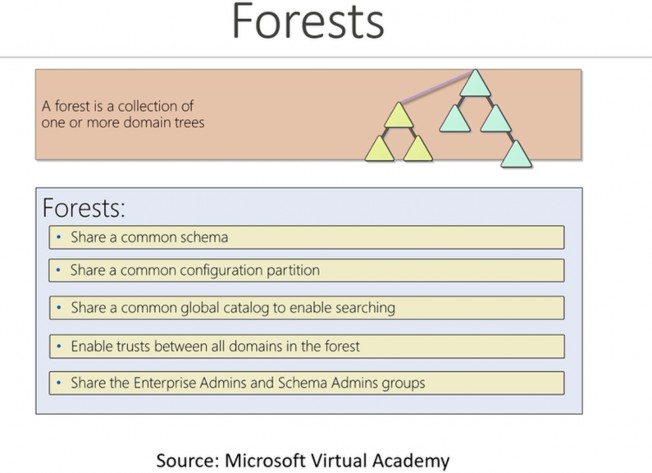 Forests
A forest is a collection of
one or more domain trees
Forests:
• Share a common schema
• Share a common configuration partition
• Share a common global catalog to enable searching
• Enable trusts between all domains in the forest
• Share the Enterprise Admins and Schema Admins groups
Source: Microsoft Virtual Academy